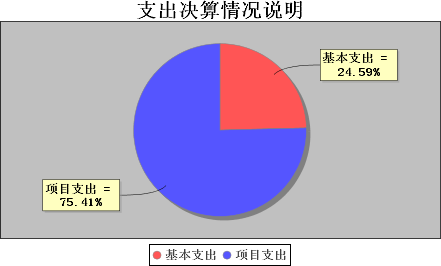 支出决算情况说明
基本支出 =
24.59%
项目支出 =
75.41%
基本支出 项目支出